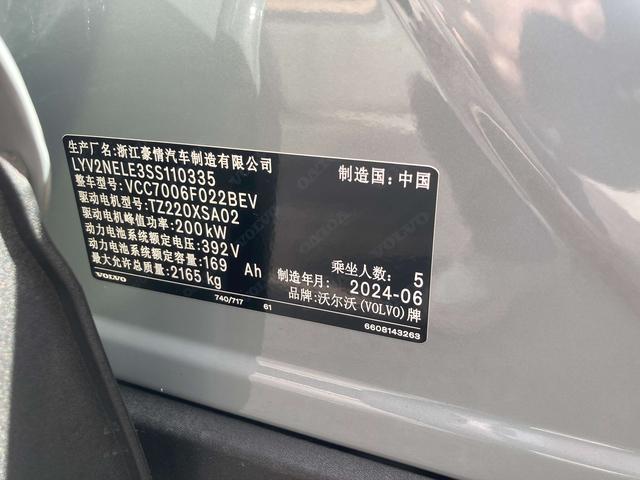 生产厂名:浙江豪情汽车制造有限公司
LYV2NELE3SS110335
制造国:中国
整车型号:VCC7006F022BEV
驱动电机型号:TZ220XSA02
驱动电机峰值功率:200kW
动力电池系统额定电压:392V
动力电池系统额定容量:169 Ah
乘坐人数: 5
最大允许总质量:2165 kg
制造年月: 2024-06
VOLVO
品牌:沃尔沃(VOLVO)牌
740/717 61
6608143263